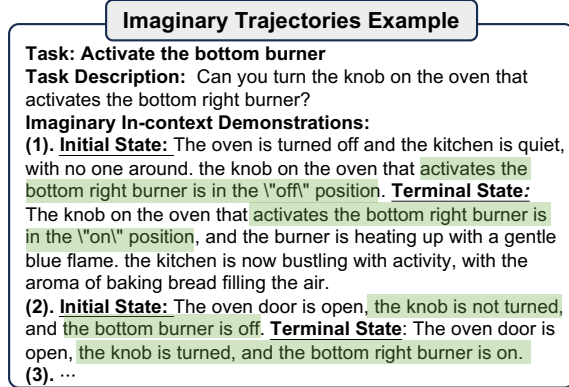 Imaginary Trajectories Example
Task: Activate the bottom burner
Task Description: Can you turn the knob on the oven that
activates the bottom right burner?
Imaginary In-context Demonstrations:
(1). Initial State: The oven is turned off and the kitchen is quiet,
with no one around. the knob on the oven that activates the
bottom right burner is in the \"off\" position. Terminal State:
The knob on the oven that activates the bottom right burner is
in the \"on\" position, and the burner is heating up with a gentle
blue flame. the kitchen is now bustling with activity, with the
aroma of baking bread filling the air.
(2). Initial State: The oven door is open, the knob is not turned,
and the bottom burner is off. Terminal State: The oven door is
open, the knob is turned, and the bottom right burner is on.
(3). ...